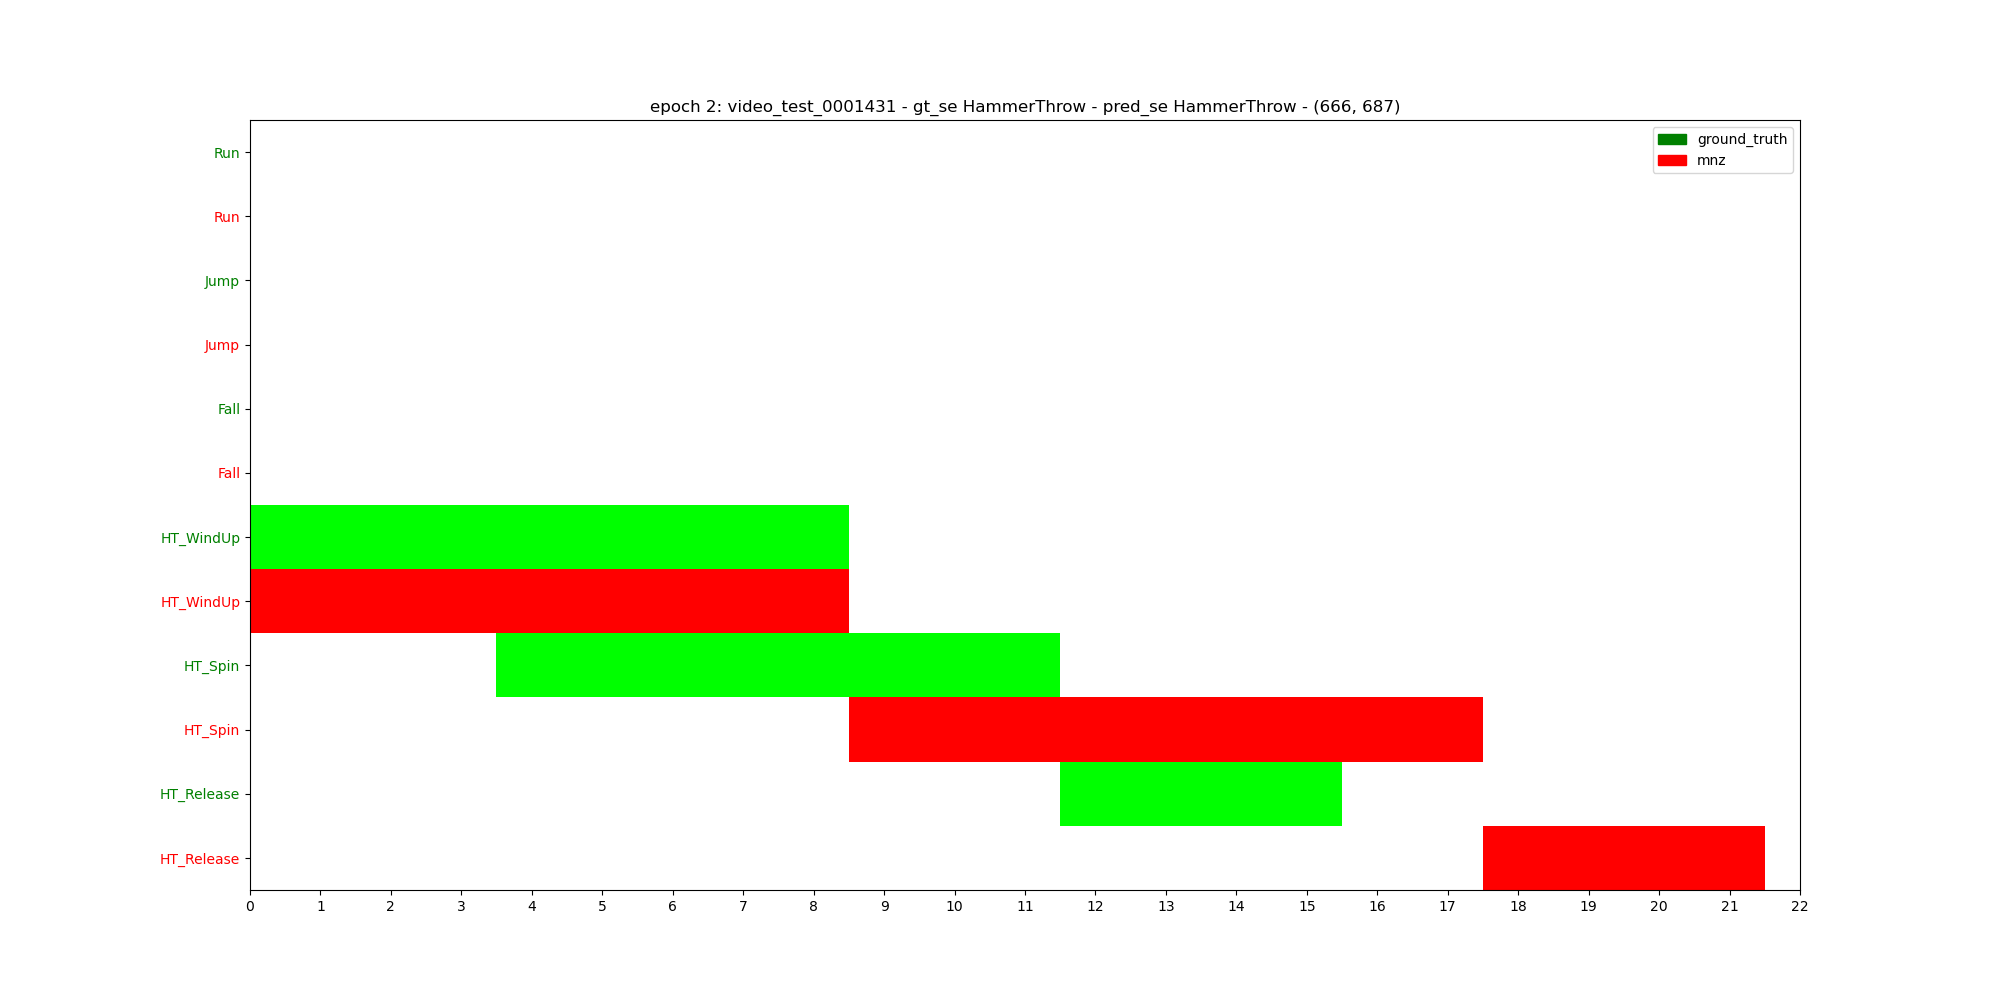 epoch 2: video_test_0001431 - gt_se HammerThrow - pred_se HammerThrow - (666, 687)
ground_truth
mnz
Run
Run
Jump
Jump
Fall
Fall
HT_WindUp
HT_WindUp
HT_Spin
HT_Spin
HT_Release
HT_Release
0 1 2 3 4 5 6 7 8 9 10 11 12 13 14 15 16 17 18 19 20 21 22